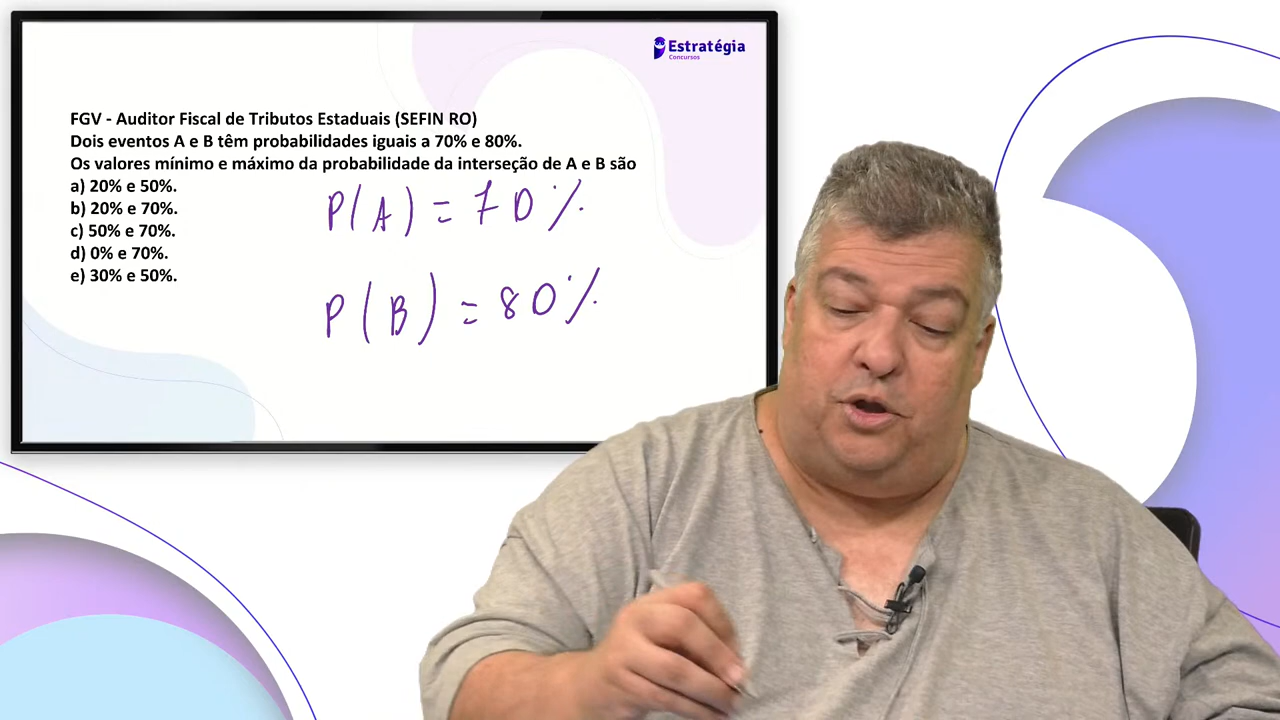 Estratégia
Concursos
FGV - Auditor Fiscal de Tributos Estaduais (SEFIN RO)
Dois eventos A e B têm probabilidades iguais a 70% e 80%.
Os valores mínimo e máximo da probabilidade da interseção de A e B são
a) 20% e 50%.
b) 20% e 70%.
c) 50% e 70%.
d) 0% e 70%.
e) 30% e 50%.
P(A) = 70%
P(B) = 80%